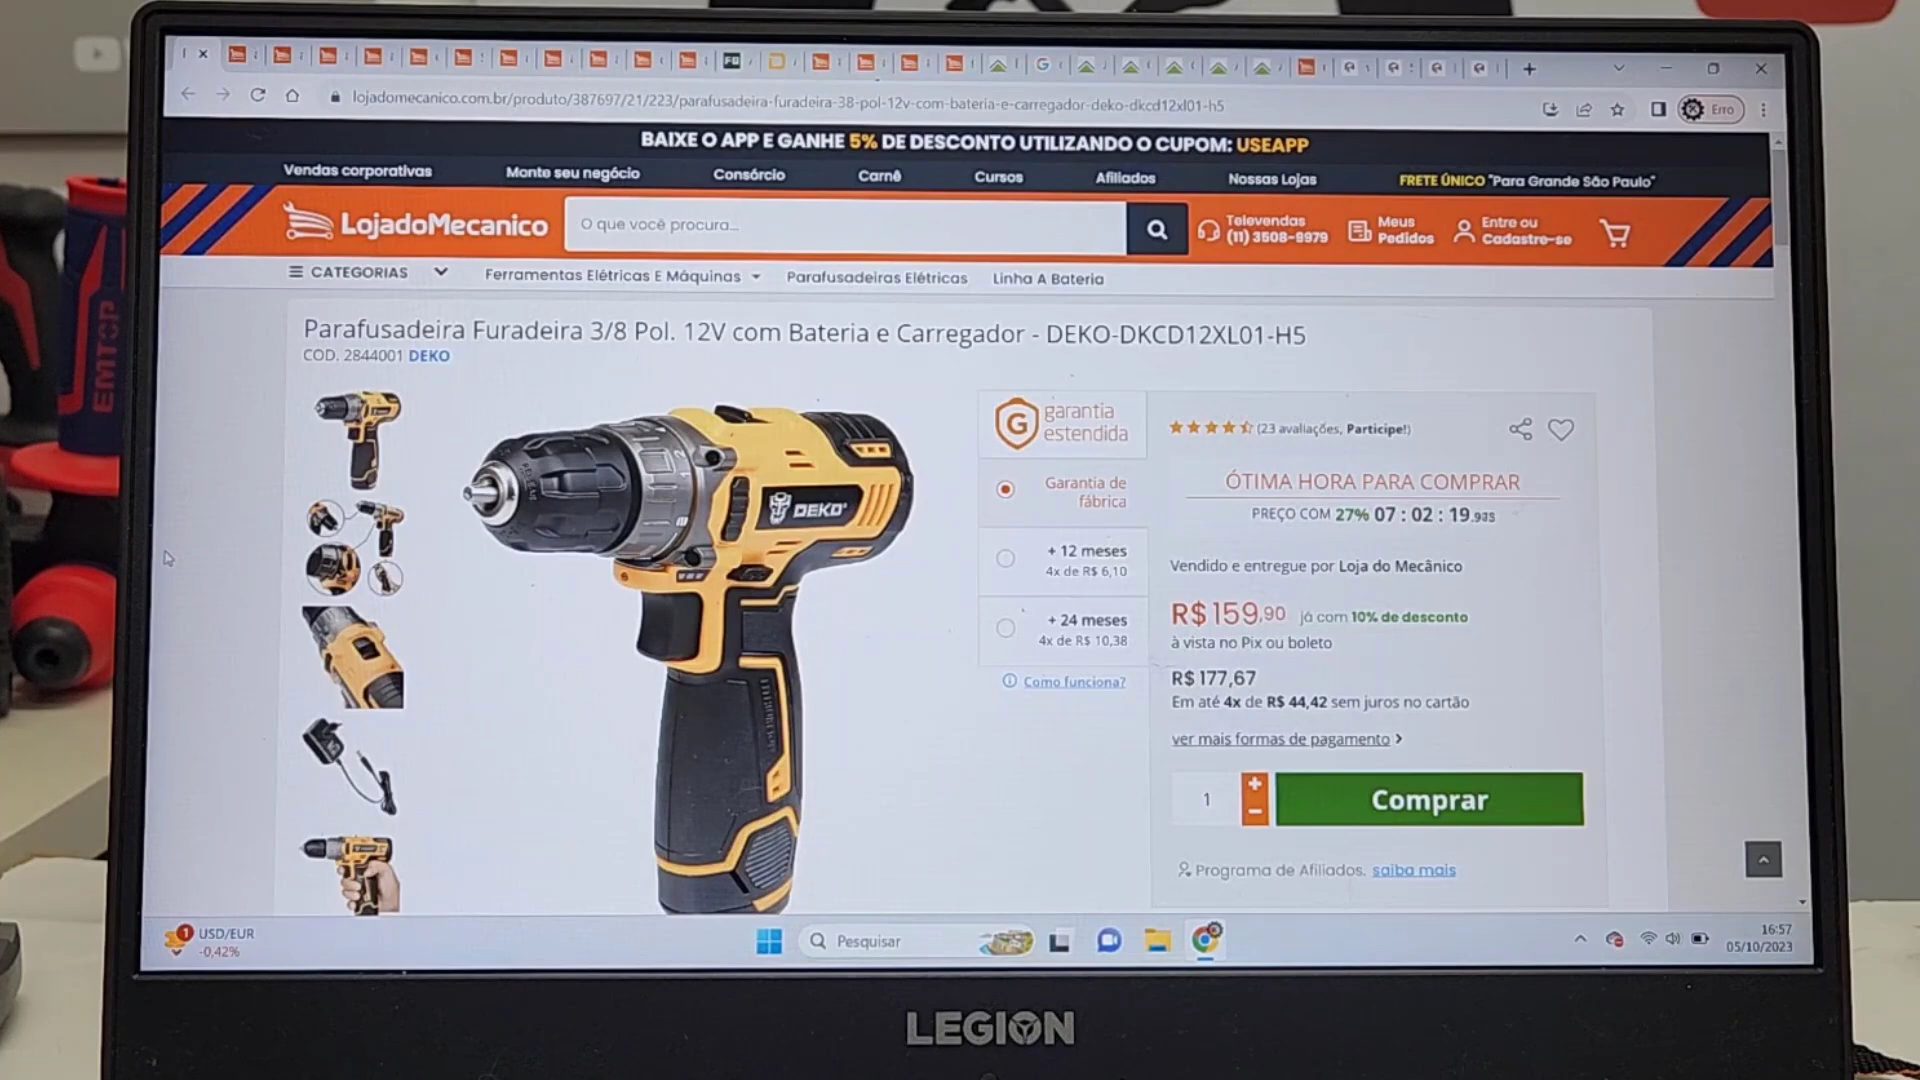 lojadomecanico.com.br/produto/387697/21/223/parafusadeira-furadeira-38-pol-12v-com-bateria-e-carregador-deko-dkcd12xl01-h5
Erro
BAIXE O APP E GANHE 5% DE DESCONTO UTILIZANDO O CUPOM: USEAPP
Vendas corporativas
Monte seu negócio
Consórcio
Carnê
Cursos
Afiliados
Nossas Lojas
FRETE ÚNICO "Para Grande São Paulo"
LojadoMecanico
O que você procura...
Televendas
(11) 3508-9979
Meus
Pedidos
Entre ou
Cadastre-se
CATEGORIAS
Ferramentas Elétricas E Máquinas
Parafusadeiras Elétricas
Linha A Bateria
Parafusadeira Furadeira 3/8 Pol. 12V com Bateria e Carregador - DEKO-DKCD12XL01-H5
COD. 2844001 DEKO
EMTOP
DEKO
garantia
estendida
Garantia de
fábrica
+ 12 meses
4x de R$ 6,10
+ 24 meses
4x de R$ 10,38
Como funciona?
(23 avaliações, Participe!)
ÓTIMA HORA PARA COMPRAR
PREÇO COM 27% 07 : 02 : 19.935
Vendido e entregue por Loja do Mecânico
R$159,90 já com 10% de desconto
à vista no Pix ou boleto
R$177,67
Em até 4x de R$ 44,42 sem juros no cartão
ver mais formas de pagamento
1
Comprar
Programa de Afiliados. saiba mais
1
USD/EUR
-0,42%
Pesquisar
16:57
05/10/2023
LEGION